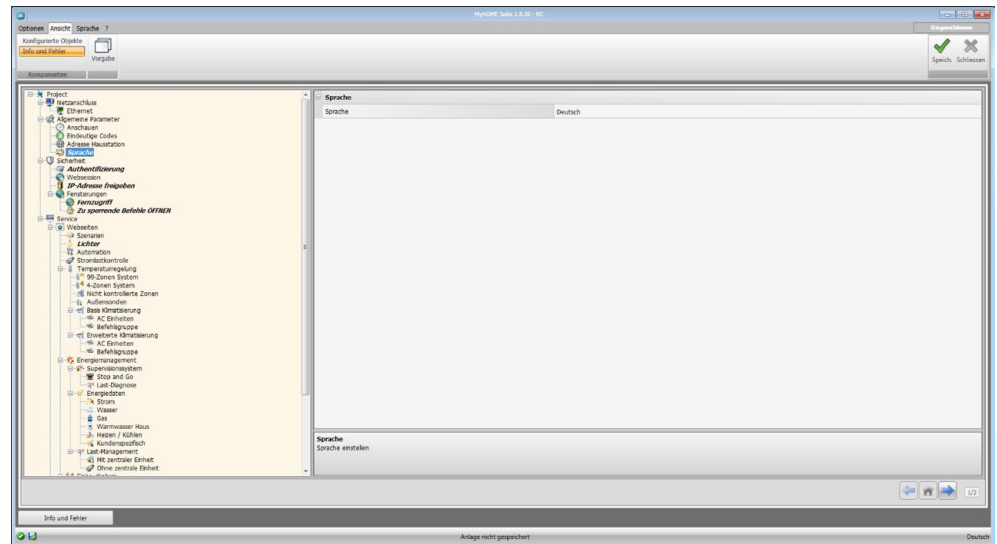 MyHOME Suite 1.0.20 - RC
Optionen Ansicht Sprache ?
Konfigurierte Objekte
Info und Fehler
Vorgabe
Komponenten
Speich. Schliessen
Project
Netzanschluss
Ethernet
Algemeine Parameter
Anschauen
Eindeutige Codes
Adresse Hausstation
Sprache
Sicherheit
Authentifizierung
Websession
IP-Adresse freigeben
Fensterungen
Fernzugriff
Zu sperrende Befehle ÖFFNEN
Service
Webseiten
Szenarien
Lichter
Automation
Stromlastkontrolle
Temperaturregelung
99-Zonen System
4-Zonen System
Nicht kontrollierte Zonen
Außensonden
Basis Klimatisierung
AC Einheiten
Befehlsgruppe
Erweiterte Klimatisierung
AC Einheiten
Befehlsgruppe
Energiemanagement
Supervisionssystem
Stop and Go
Last-Diagnose
Energiedaten
Strom
Wasser
Gas
Warmwasser Haus
Heizen / Kühlen
Kundenspezifisch
Last-Management
Mit zentraler Einheit
Ohne zentrale Einheit
Sprache
Sprache Deutsch
Sprache
Sprache einstellen
1/2
Info und Fehler
Anlage nicht gespeichert
Deutsch